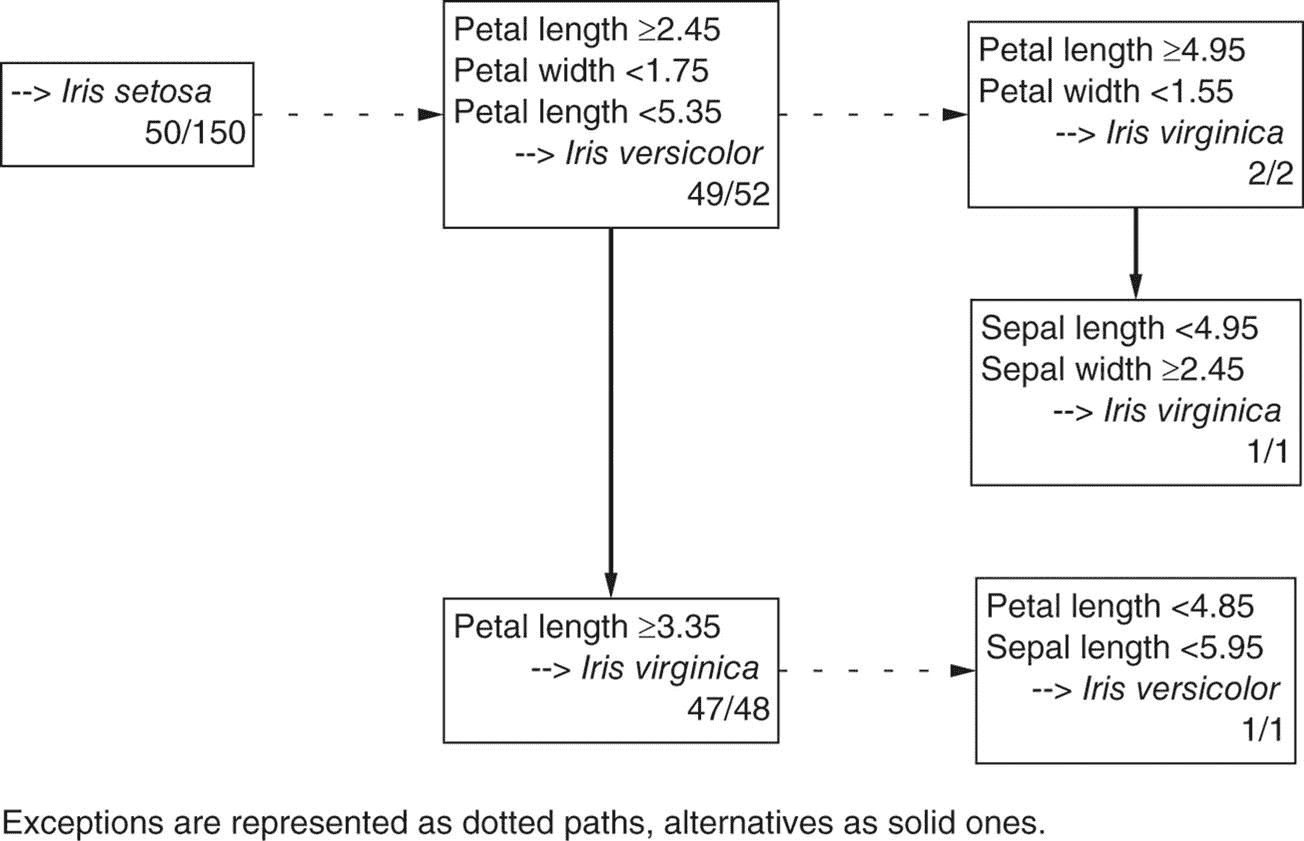 --> Iris setosa
50/150
Petal length ≥2.45
Petal width <1.75
Petal length <5.35
--> Iris versicolor
49/52
Petal length ≥4.95
Petal width <1.55
--> Iris virginica
2/2
Sepal length <4.95
Sepal width ≥2.45
--> Iris virginica
1/1
Petal length ≥3.35
--> Iris virginica
47/48
Petal length <4.85
Sepal length <5.95
--> Iris versicolor
1/1
Exceptions are represented as dotted paths, alternatives as solid ones.